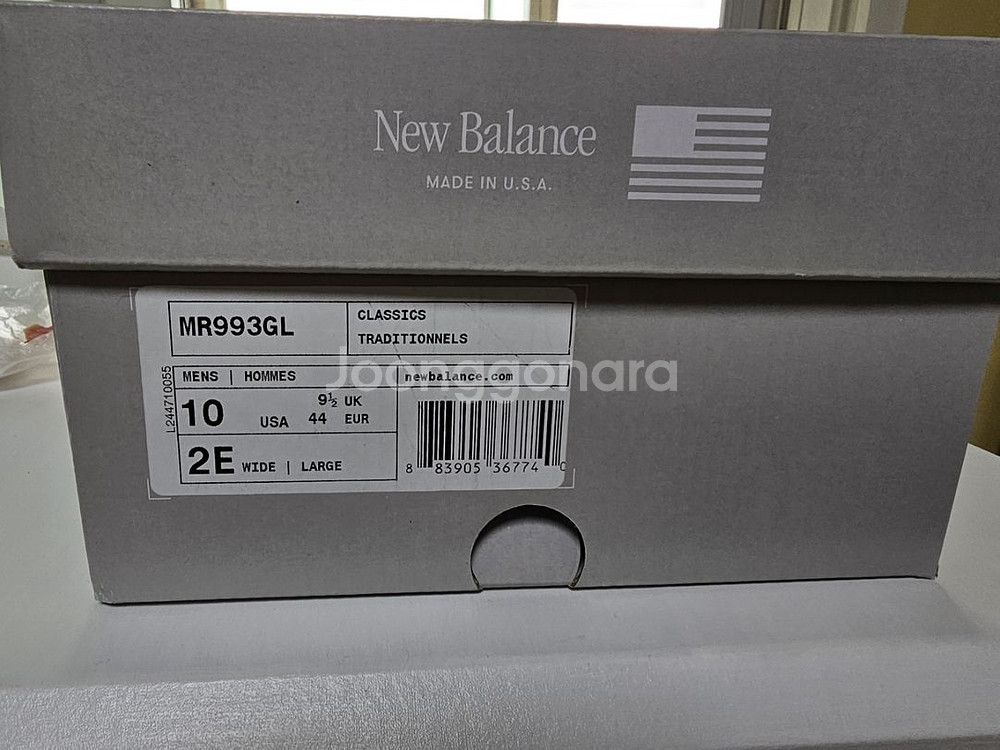 New Balance
MADE IN U.S.A.
MR993GL
CLASSICS
TRADITIONNELS
Joonggonara
MENS | HOMMES
newbalance.com
L244710055
10 USA 9½ UK
44 EUR
2E WIDE | LARGE
8 83905 36774 0